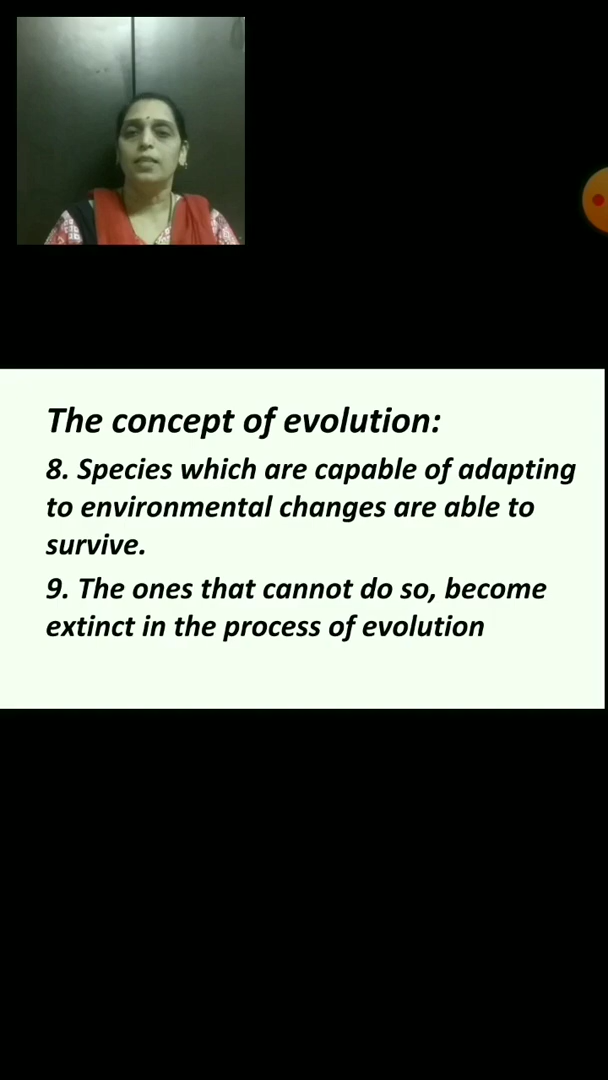 The concept of evolution:
8. Species which are capable of adapting
to environmental changes are able to
survive.
9. The ones that cannot do so, become
extinct in the process of evolution